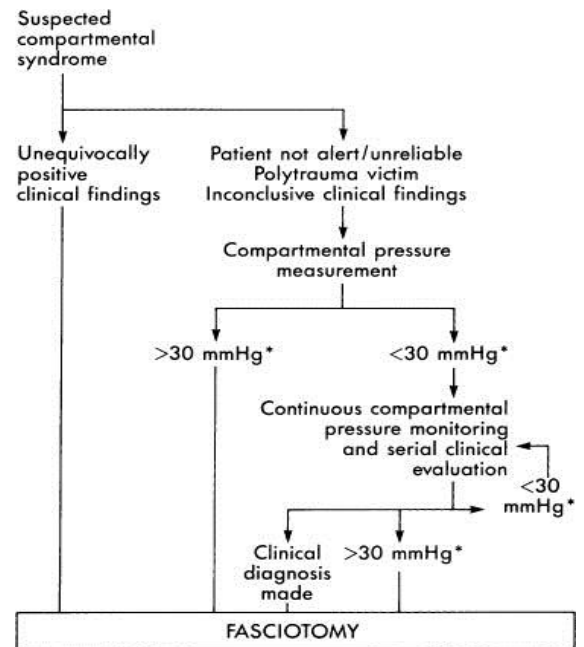 Suspected
compartmental
syndrome
Unequivocally
positive
clinical findings
Patient not alert/unreliable
Polytrauma victim
Inconclusive clinical findings
Compartmental pressure
measurement
>30 mmHg*
<30 mmHg*
Continuous compartmental
pressure monitoring
and serial clinical
evaluation
<30
mmHg*
Clinical
diagnosis
made
>30 mmHg*
FASCIOTOMY